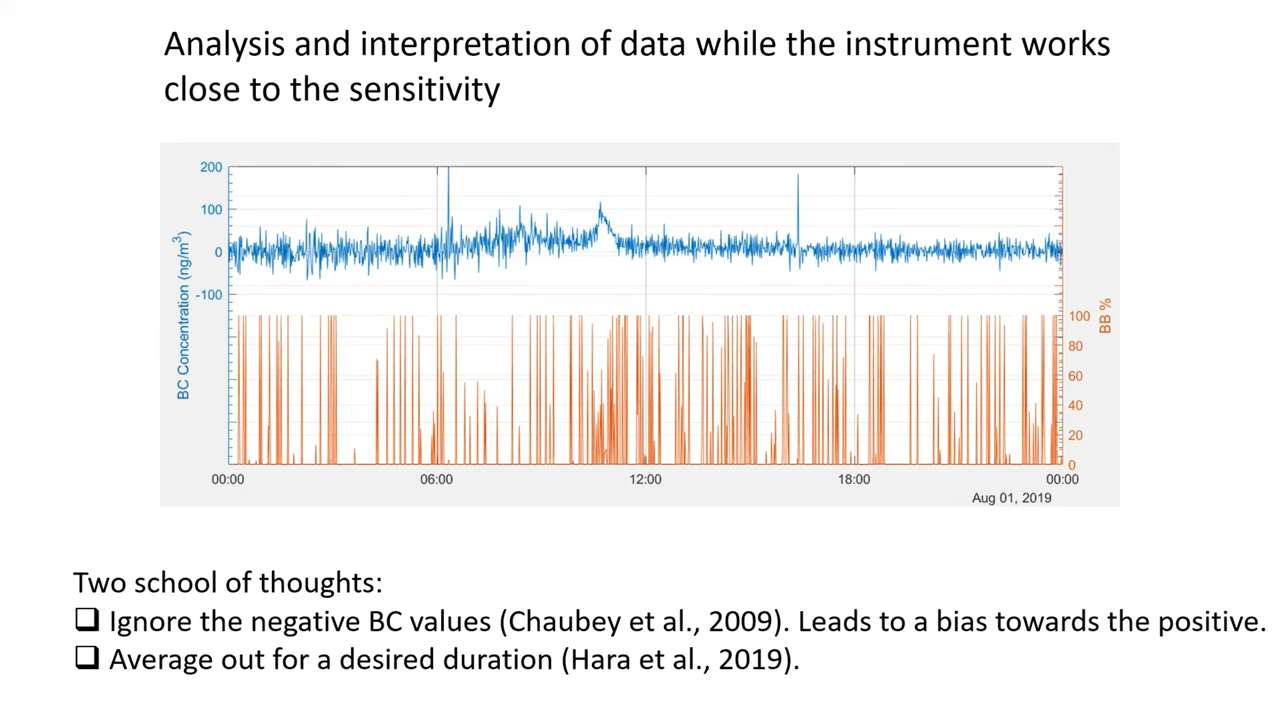 Analysis and interpretation of data while the instrument works
close to the sensitivity
200
100
0
-100
BC Concentration (ng/m3)
100
80
60
40
20
0
BB %
00:00 06:00 12:00 18:00 00:00
Aug 01, 2019
Two school of thoughts:
❑ Ignore the negative BC values (Chaubey et al., 2009). Leads to a bias towards the positive.
❑ Average out for a desired duration (Hara et al., 2019).